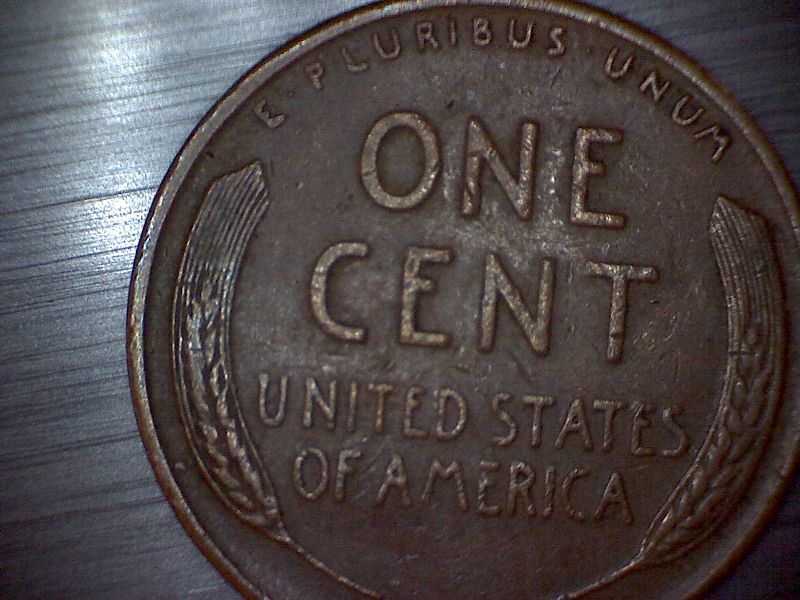 E · PLURIBUS · UNUM
ONE
CENT
UNITED STATES
OF AMERICA